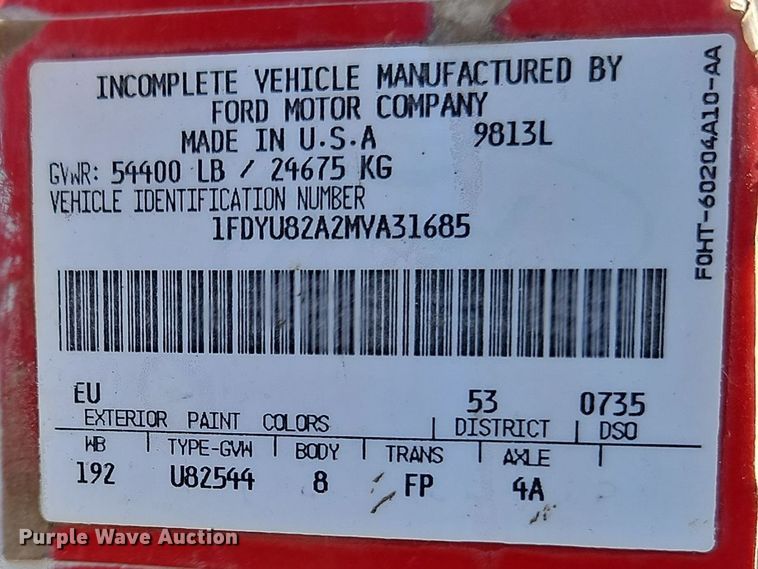 INCOMPLETE VEHICLE MANUFACTURED BY
FORD MOTOR COMPANY
MADE IN U.S.A 9813L
GVWR: 54400 LB / 24675 KG
VEHICLE IDENTIFICATION NUMBER
1FDYU82A2MVA31685
F0HT-60204A10-AA
EU 53 0735
EXTERIOR PAINT COLORS DISTRICT DSO
WB TYPE-GVW BODY TRANS AXLE
192 U82544 8 FP 4A
Purple Wave Auction